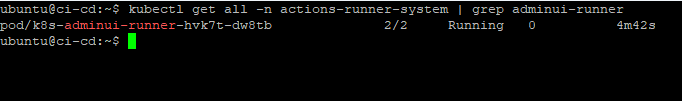 ubuntu@ci-cd:~$ kubectl get all -n actions-runner-system | grep adminui-runner
pod/k8s-adminui-runner-hvk7t-dw8tb 2/2 Running 0 4m42s
ubuntu@ci-cd:~$